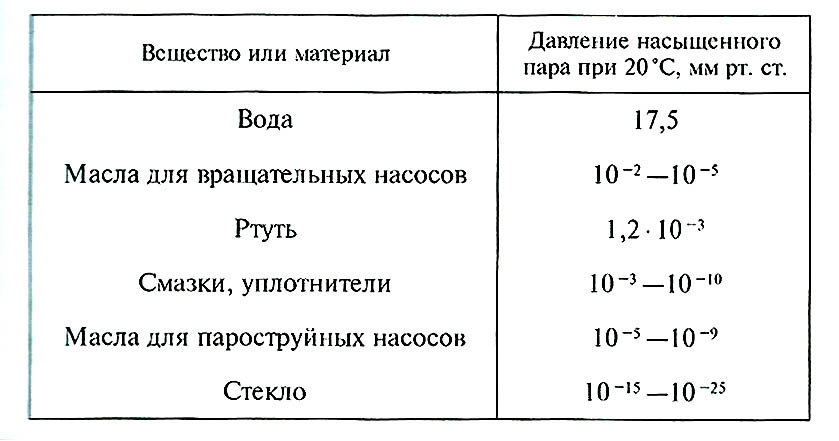 Вещество или материал
Давление насыщенного
пара при 20°С, мм рт. ст.
Вода
17,5
Масла для вращательных насосов
10⁻²—10⁻⁵
Ртуть
1,2·10⁻³
Смазки, уплотнители
10⁻³—10⁻¹⁰
Масла для пароструйных насосов
10⁻⁵—10⁻⁹
Стекло
10⁻¹⁵—10⁻²⁵